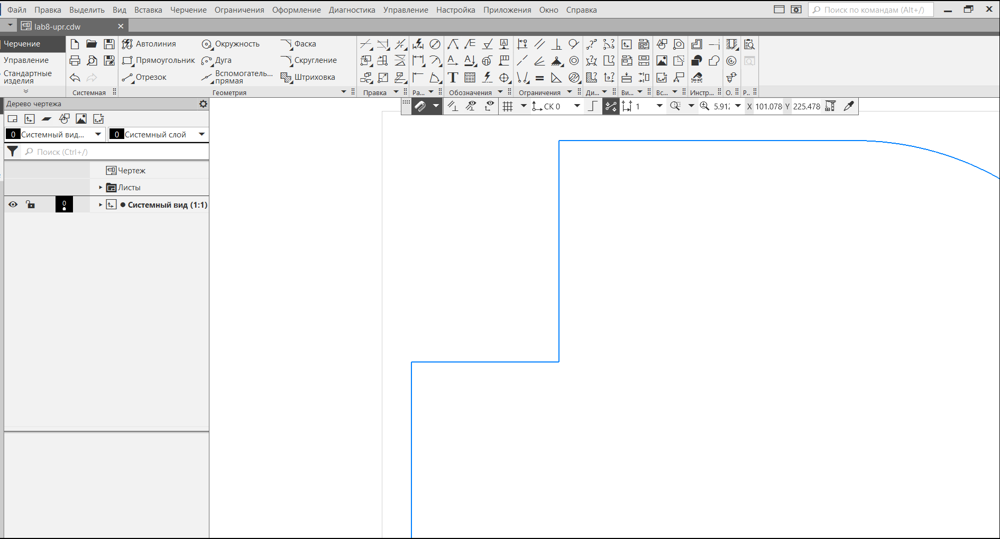 Файл Правка Выделить Вид Вставка Черчение Ограничения Оформление Диагностика Управление Настройка Приложения Окно Справка Поиск по командам (Alt+/)
lab8-upr.cdw
Черчение Автолиния Окружность Фаска
Управление Прямоугольник Дуга Скругление
Стандартные изделия Отрезок Вспомогатель... прямая Штриховка
Системная Геометрия Правка Ра... Обозначения Ограничения Ди... Ви... Вс... Инстр... О. Р..
Дерево чертежа
СК 0 1 5.912 X 101.078 Y 225.478
0 Системный вид... 0 Системный слой
Поиск (Ctrl+/)
Чертеж
Листы
0 Системный вид (1:1)